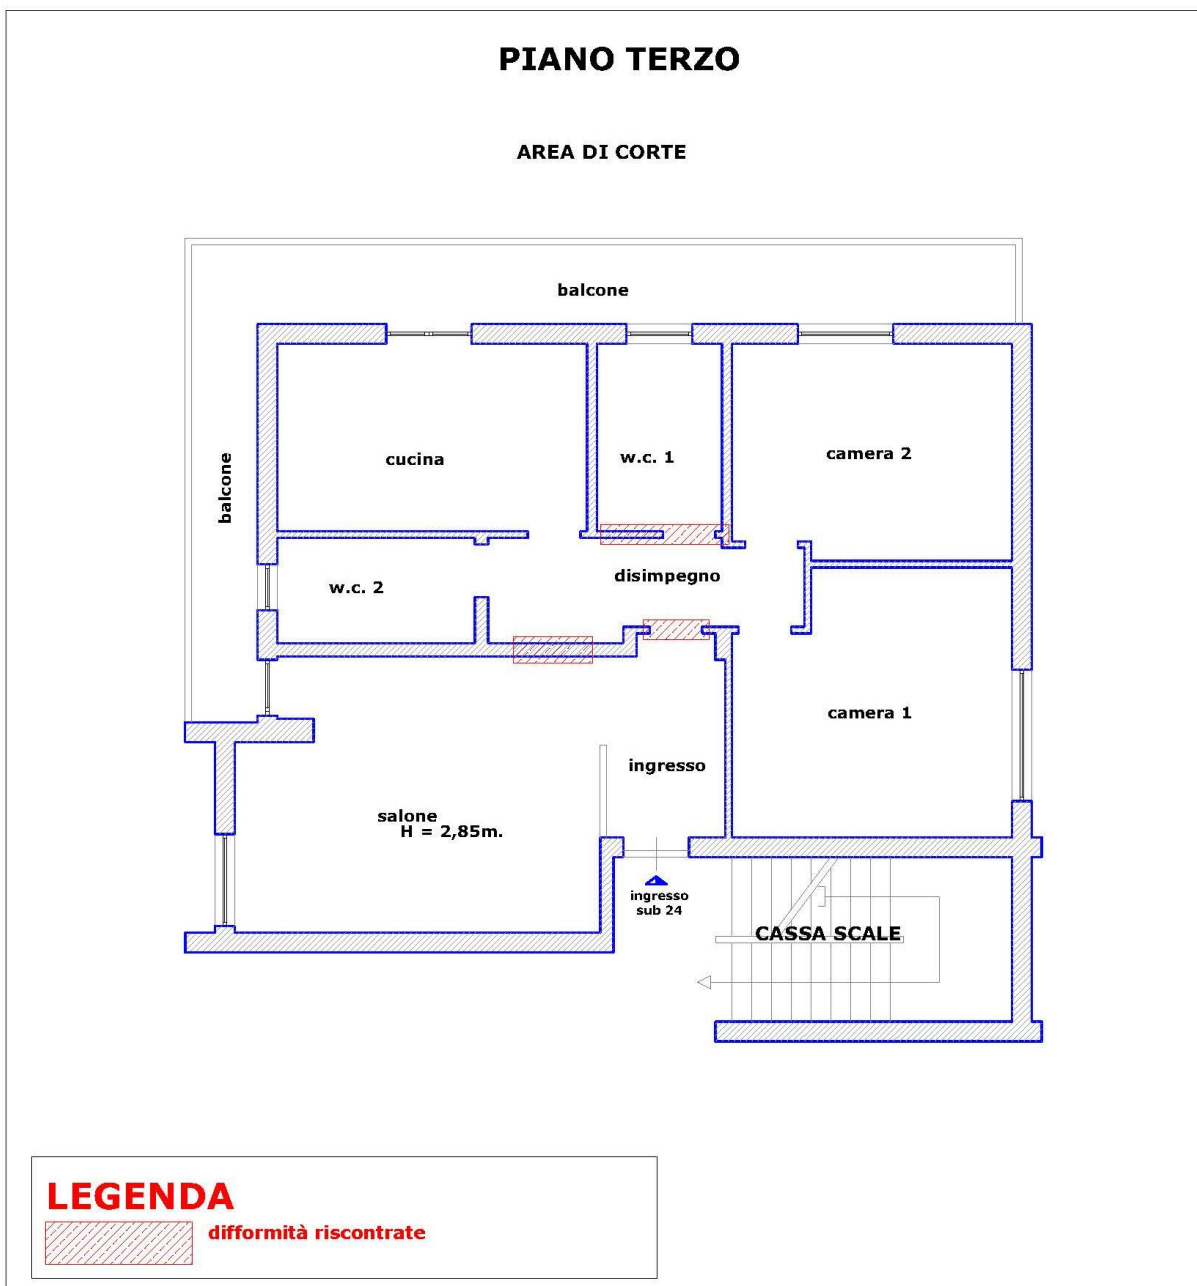 PIANO TERZO
AREA DI CORTE
balcone
cucina
w.c. 1
camera 2
balcone
w.c. 2
disimpegno
camera 1
ingresso
salone
H = 2,85m.
ingresso
sub 24
CASSA SCALE
LEGENDA
difformità riscontrate